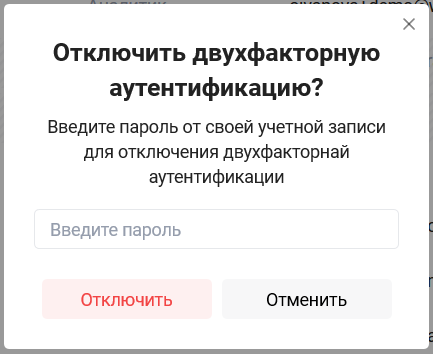 Отключить двухфакторную
аутентификацию?
Введите пароль от своей учетной записи
для отключения двухфакторнай
аутентификации
Введите пароль
Отключить
Отменить